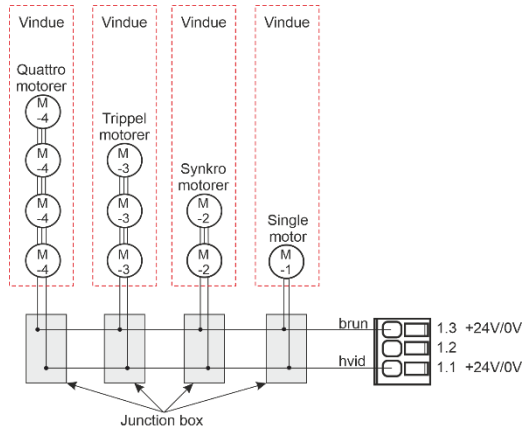 Vindue
Vindue
Vindue
Vindue
Quattro
motorer
M
-4
M
-4
M
-4
M
-4
Trippel
motorer
M
-3
M
-3
M
-3
Synkro
motorer
M
-2
M
-2
Single
motor
M
-1
brun
1.3 +24V/0V
1.2
hvid
1.1 +24V/0V
Junction box